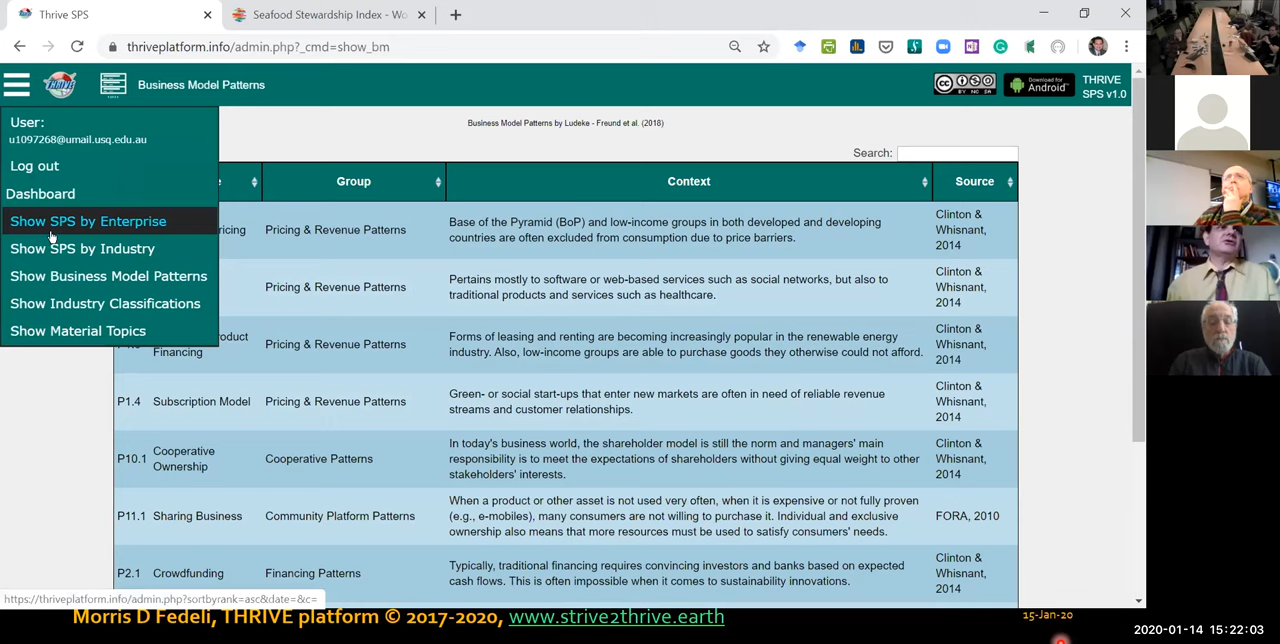 Thrive SPS
Seafood Stewardship Index - Wo
thriveplatform.info/admin.php?_cmd=show_bm
THRIVE
Business Model Patterns
BY NC SA
Download for
Android™
THRIVE
SPS v1.0
User:
u1097268@umail.usq.edu.au
Log out
Dashboard
Show SPS by Enterprise
Show SPS by Industry
Show Business Model Patterns
Show Industry Classifications
Show Material Topics
Business Model Patterns by Ludeke - Freund et al. (2018)
Search:
Group
Context
Source
Pricing & Revenue Patterns
Base of the Pyramid (BoP) and low-income groups in both developed and developing
countries are often excluded from consumption due to price barriers.
Clinton &
Whisnant,
2014
Pricing & Revenue Patterns
Pertains mostly to software or web-based services such as social networks, but also to
traditional products and services such as healthcare.
Clinton &
Whisnant,
2014
Financing
Pricing & Revenue Patterns
Forms of leasing and renting are becoming increasingly popular in the renewable energy
industry. Also, low-income groups are able to purchase goods they otherwise could not afford.
Clinton &
Whisnant,
2014
P1.4 Subscription Model
Pricing & Revenue Patterns
Green- or social start-ups that enter new markets are often in need of reliable revenue
streams and customer relationships.
Clinton &
Whisnant,
2014
P10.1 Cooperative
Ownership
Cooperative Patterns
In today's business world, the shareholder model is still the norm and managers' main
responsibility is to meet the expectations of shareholders without giving equal weight to other
stakeholders' interests.
Clinton &
Whisnant,
2014
P11.1 Sharing Business
Community Platform Patterns
When a product or other asset is not used very often, when it is expensive or not fully proven
(e.g., e-mobiles), many consumers are not willing to purchase it. Individual and exclusive
ownership also means that more resources must be used to satisfy consumers' needs.
FORA, 2010
P2.1 Crowdfunding
Financing Patterns
Typically, traditional financing requires convincing investors and banks based on expected
cash flows. This is often impossible when it comes to sustainability innovations.
Clinton &
Whisnant,
2014
https://thriveplatform.info/admin.php?sortbyrank=asc&date=&c=
Morris D Fedeli, THRIVE platform © 2017-2020, www.strive2thrive.earth
15-Jan-20
2020-01-14 15:22:03